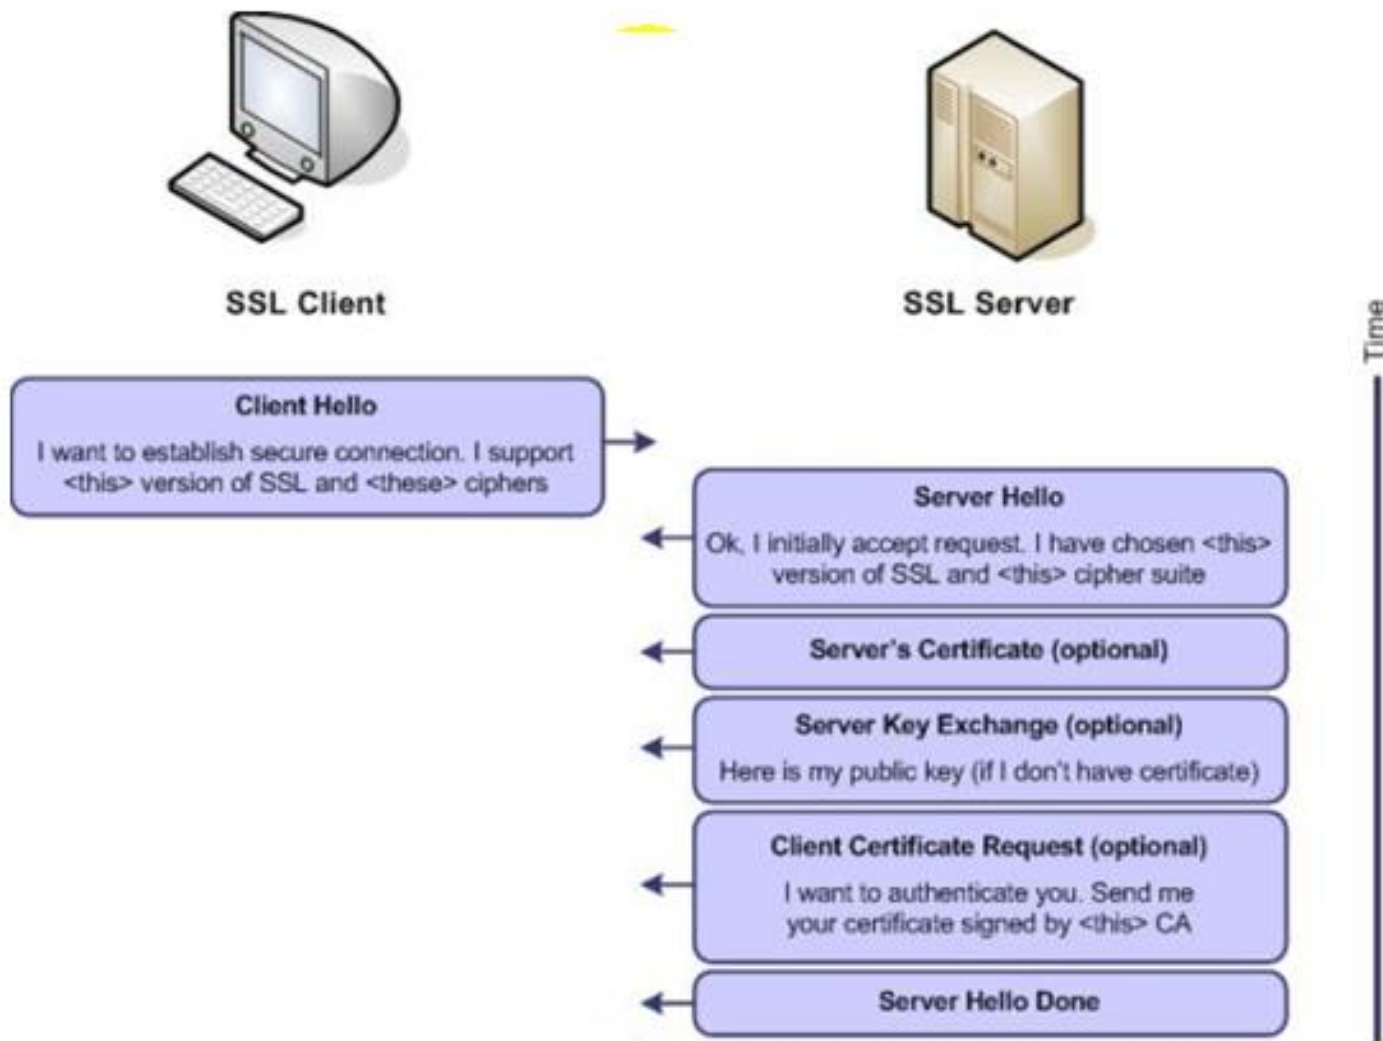 SSL Client
SSL Server
Time
Client Hello
I want to establish secure connection. I support
<this> version of SSL and <these> ciphers
Server Hello
Ok, I initially accept request. I have chosen <this>
version of SSL and <this> cipher suite
Server's Certificate (optional)
Server Key Exchange (optional)
Here is my public key (if I don't have certificate)
Client Certificate Request (optional)
I want to authenticate you. Send me
your certificate signed by <this> CA
Server Hello Done